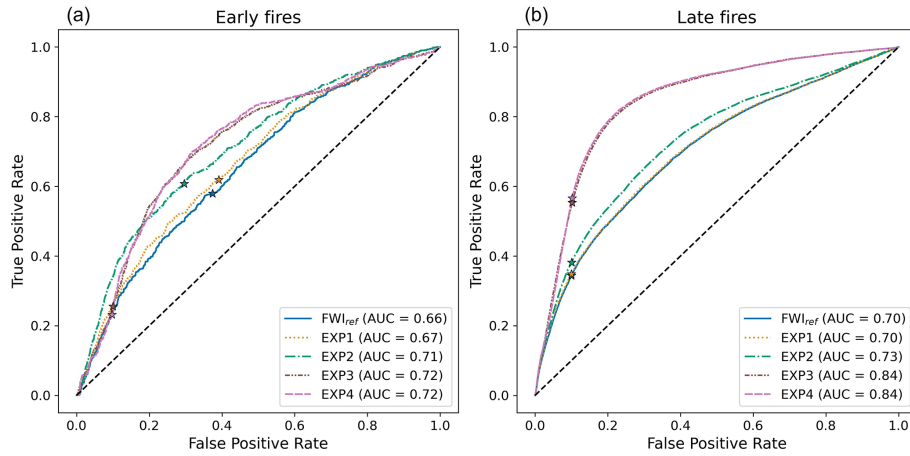 (a)
Early fires
1.0
0.8
0.6
0.4
0.2
0.0
True Positive Rate
0.0 0.2 0.4 0.6 0.8 1.0
False Positive Rate
FWI_ref (AUC = 0.66)
EXP1 (AUC = 0.67)
EXP2 (AUC = 0.71)
EXP3 (AUC = 0.72)
EXP4 (AUC = 0.72)
(b)
Late fires
1.0
0.8
0.6
0.4
0.2
0.0
True Positive Rate
0.0 0.2 0.4 0.6 0.8 1.0
False Positive Rate
FWI_ref (AUC = 0.70)
EXP1 (AUC = 0.70)
EXP2 (AUC = 0.73)
EXP3 (AUC = 0.84)
EXP4 (AUC = 0.84)